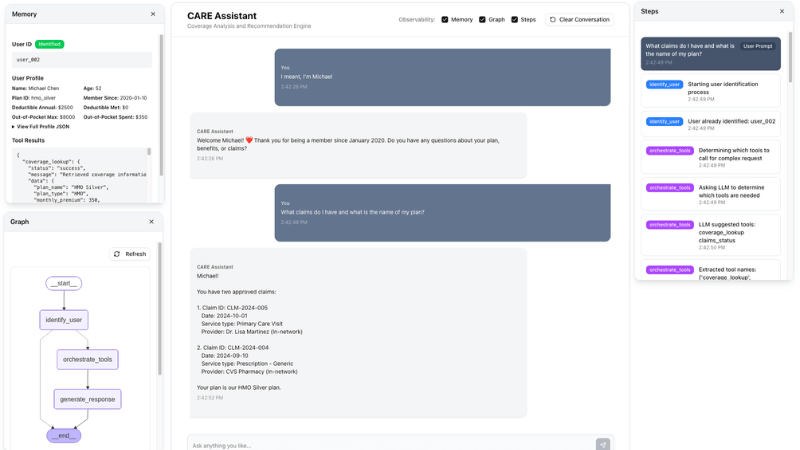 Memory
×
User ID Identified
user_002
User Profile
Name: Michael Chen Age: 52
Plan ID: hmo_silver Member Since: 2020-01-10
Deductible Annual: $2500 Deductible Met: $0
Out-of-Pocket Max: $8000 Out-of-Pocket Spent: $350
▸ View Full Profile JSON
Tool Results
{
"coverage_lookup": {
"status": "success",
"message": "Retrieved coverage informatio
"data": {
"plan_name": "HMO Silver",
"plan_type": "HMO",
"monthly_premium": 350,
Graph
×
Refresh
__start__
identify_user
orchestrate_tools
generate_response
__end__
CARE Assistant
Coverage Analysis and Recommendation Engine
Observability: Memory Graph Steps
Clear Conversation
You
I meant, I'm Michael
2:42:26 PM
CARE Assistant
Welcome Michael! ❤️ Thank you for being a member since January 2020. Do you have any questions about your plan,
benefits, or claims?
2:42:26 PM
You
What claims do I have and what is the name of my plan?
2:42:49 PM
CARE Assistant
Michael!
You have two approved claims:
1. Claim ID: CLM-2024-005
Date: 2024-10-01
Service type: Primary Care Visit
Provider: Dr. Lisa Martinez (In-network)
2. Claim ID: CLM-2024-004
Date: 2024-09-10
Service type: Prescription - Generic
Provider: CVS Pharmacy (In-network)
Your plan is our HMO Silver plan.
2:42:52 PM
Ask anything you like...
Steps
×
What claims do I have and what is
the name of my plan?
User Prompt
2:42:49 PM
identify_user Starting user identification
process
2:42:49 PM
identify_user User already identified: user_002
2:42:49 PM
orchestrate_tools Determining which tools to
call for complex request
2:42:49 PM
orchestrate_tools Asking LLM to determine
which tools are needed
2:42:49 PM
orchestrate_tools LLM suggested tools:
coverage_lookup
claims_status
2:42:50 PM
orchestrate_tools Extracted tool names:
['coverage_lookup',